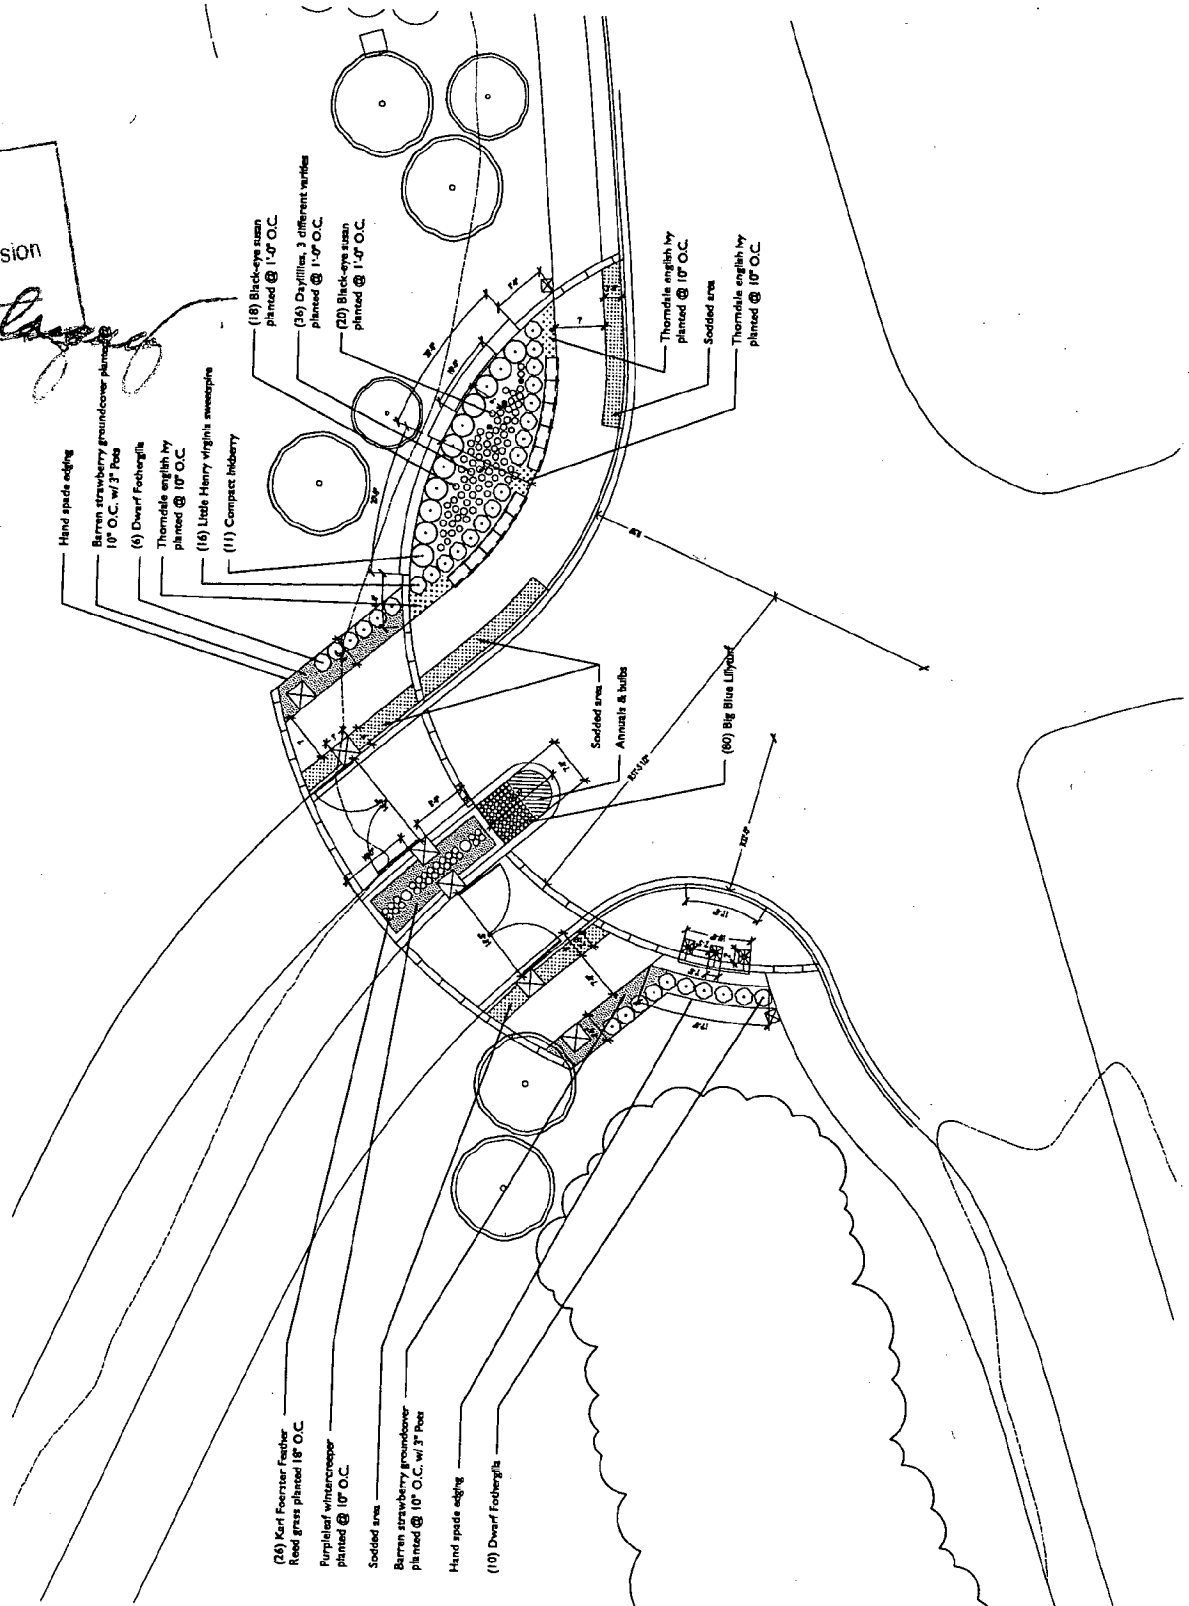 sion
Hand spade edging
Barren strawberry groundcover planted @
10" O.C. w/ 3" Pots
(6) Dwarf Fothergilla
Thorndale english ivy
planted @ 10" O.C.
(16) Little Henry virginia sweetspire
(11) Compact Inkberry
(18) Black-eye susan
planted @ 1'-0" O.C.
(36) Dayllilies, 3 different varities
planted @ 1'-0" O.C.
(20) Black-eye susan
planted @ 1'-0" O.C.
Thorndale english ivy
planted @ 10" O.C.
Sodded area
Thorndale english ivy
planted @ 10" O.C.
Sodded area
Annuals & bulbs
(80) Big Blue Lilyturf
(26) Karl Foerster Feather
Reed grass planted 18" O.C.
Purpleleaf wintercreeper
planted @ 10" O.C.
Sodded area
Barren strawberry groundcover
planted @ 10" O.C. w/ 3" Pots
Hand spade edging
(10) Dwarf Fothergilla